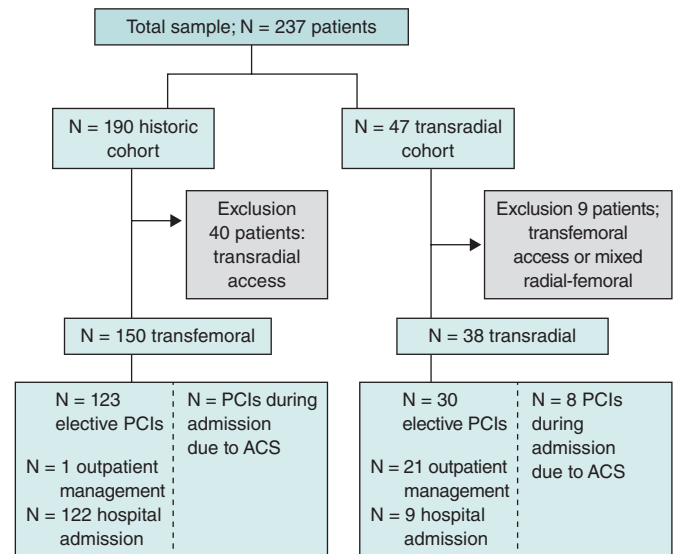 Total sample; N = 237 patients
N = 190 historic
cohort
N = 47 transradial
cohort
Exclusion
40 patients:
transradial
access
Exclusion 9 patients;
transfemoral
access or mixed
radial-femoral
N = 150 transfemoral
N = 38 transradial
N = 123
elective PCIs
N = 1 outpatient
management
N = 122 hospital
admission
N = PCIs during
admission
due to ACS
N = 30
elective PCIs
N = 21 outpatient
management
N = 9 hospital
admission
N = 8 PCIs
during
admission
due to ACS